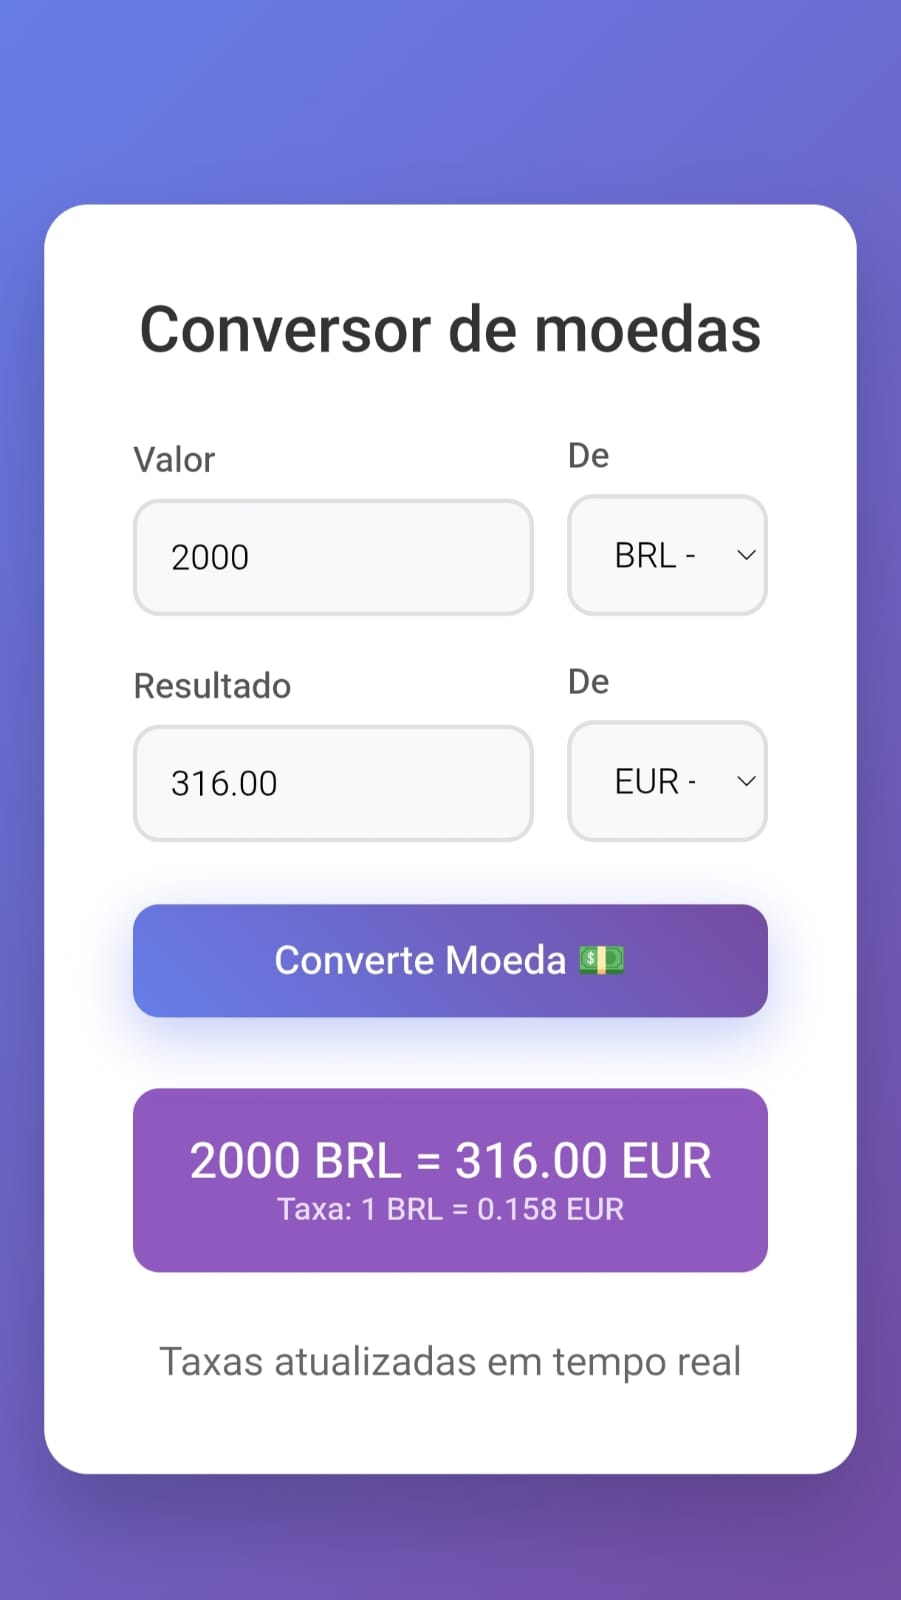 Conversor de moedas
Valor
De
2000
BRL -
Resultado
De
316.00
EUR -
Converte Moeda 💵
2000 BRL = 316.00 EUR
Taxa: 1 BRL = 0.158 EUR
Taxas atualizadas em tempo real